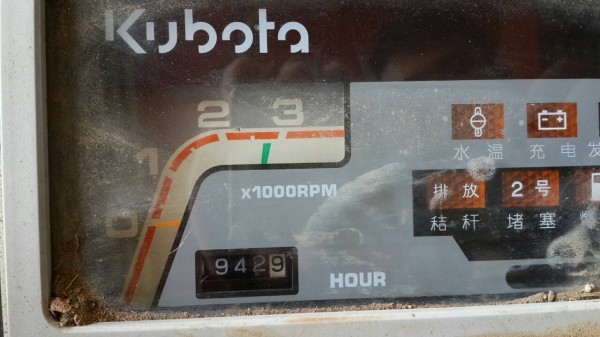 Kubota
2 3
1
0
x1000RPM
9429
HOUR
水温 充电
排放 2号
秸秆 堵塞